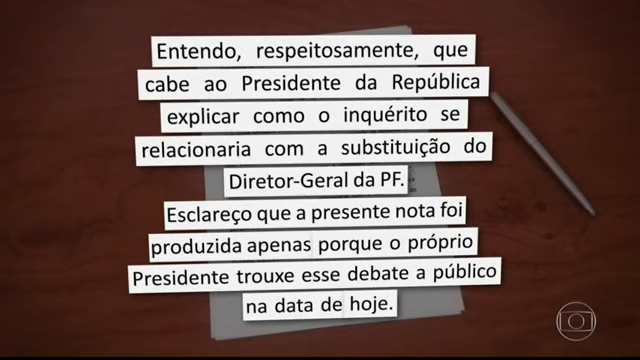 Entendo, respeitosamente, que
cabe ao Presidente da República
explicar como o inquérito se
relacionaria com a substituição do
Diretor-Geral da PF.
Esclareço que a presente nota foi
produzida apenas porque o próprio
Presidente trouxe esse debate a público
na data de hoje.